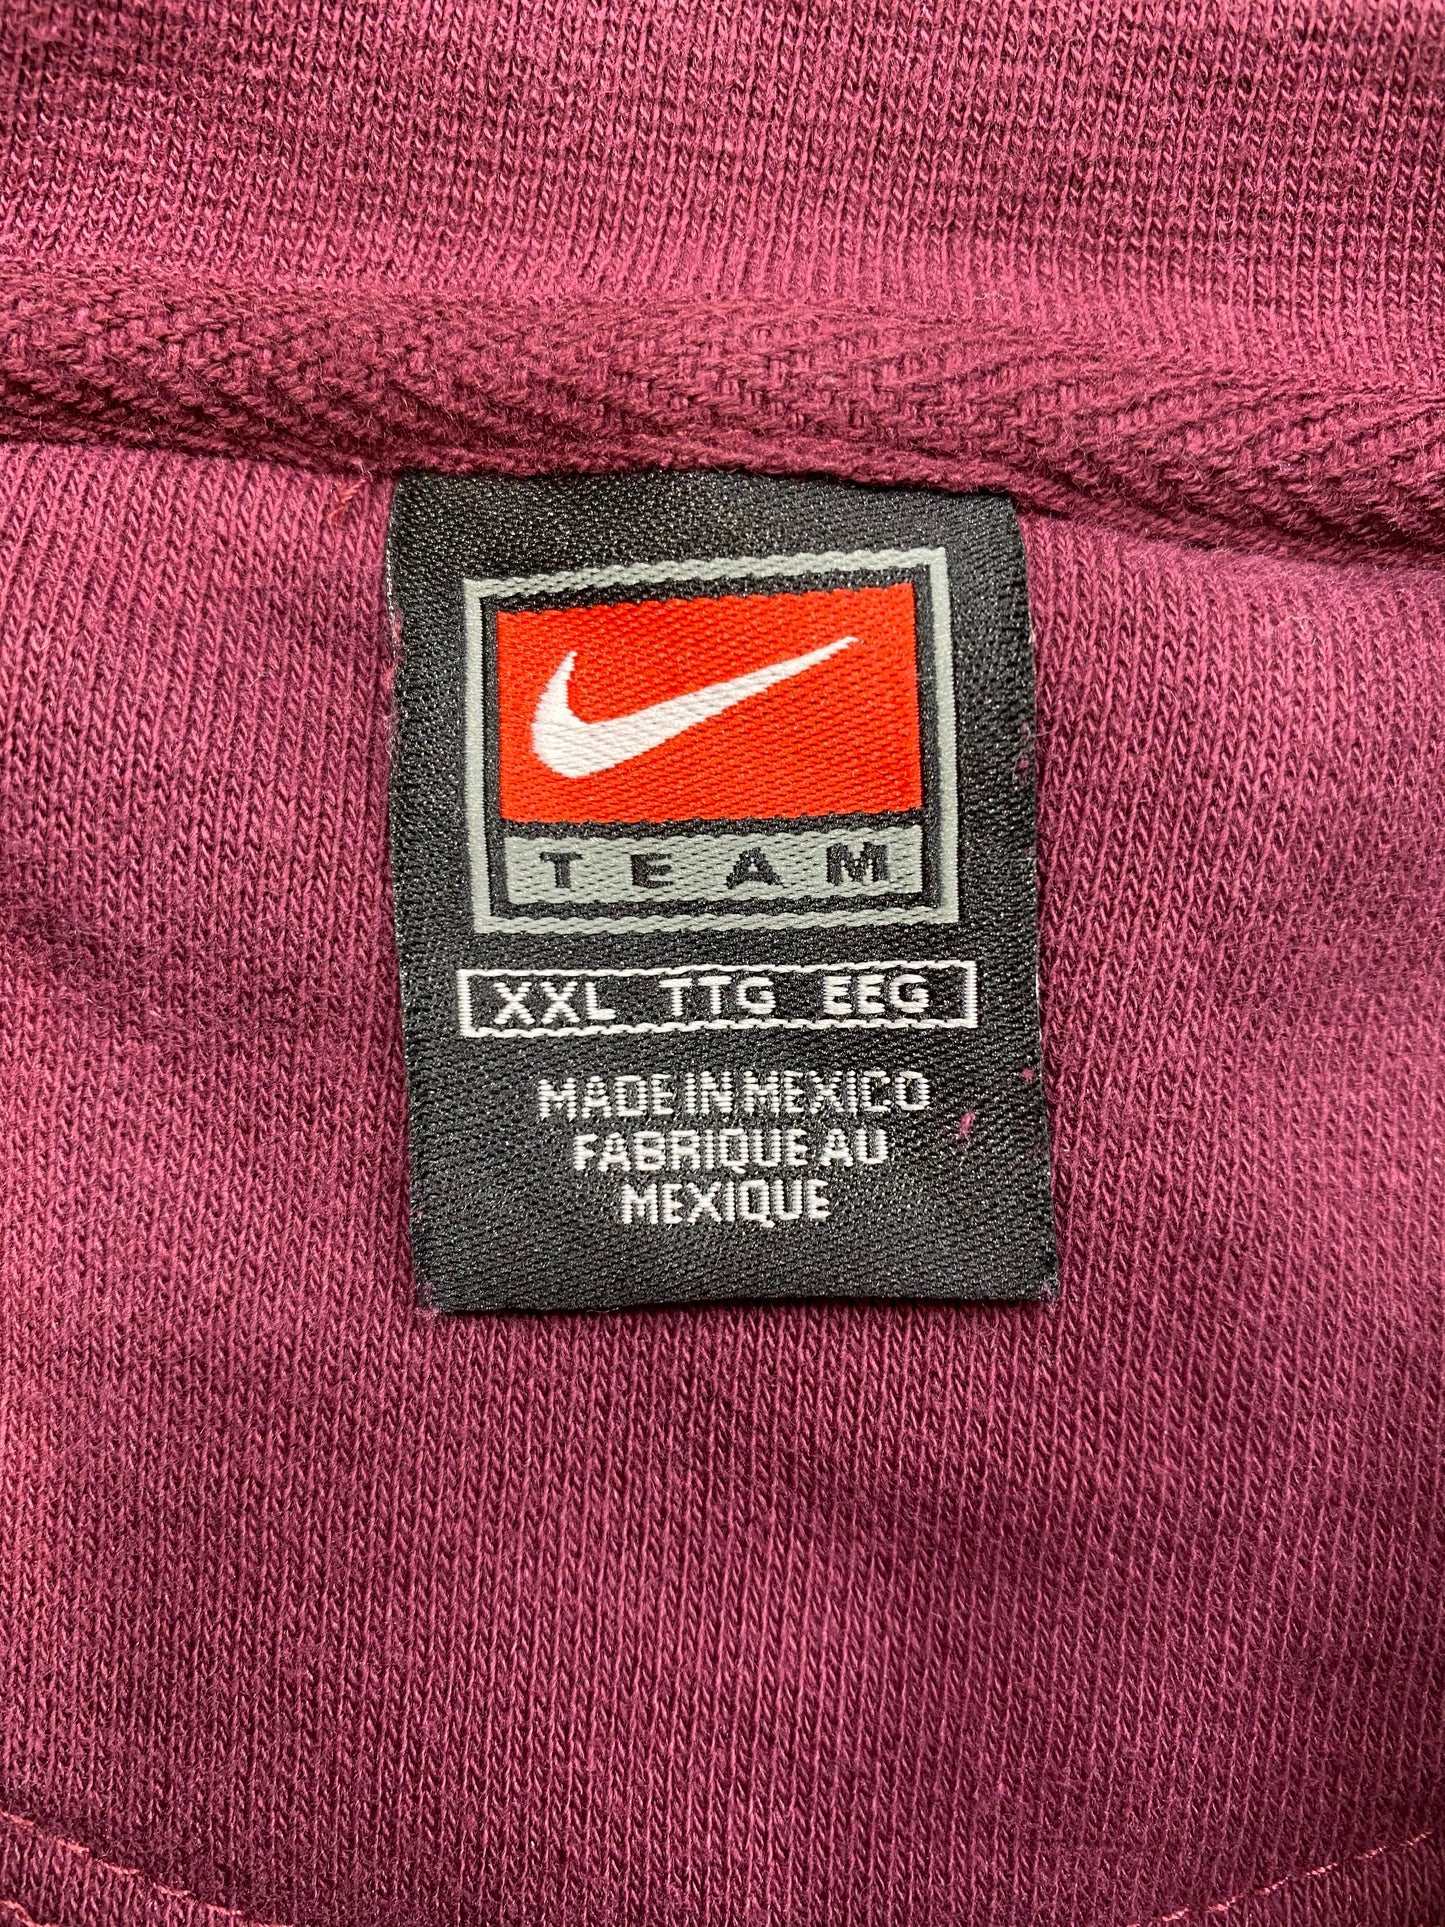 TEAM
XXL TTG EEG
MADE IN MEXICO
FABRIQUE AU
MEXIQUE